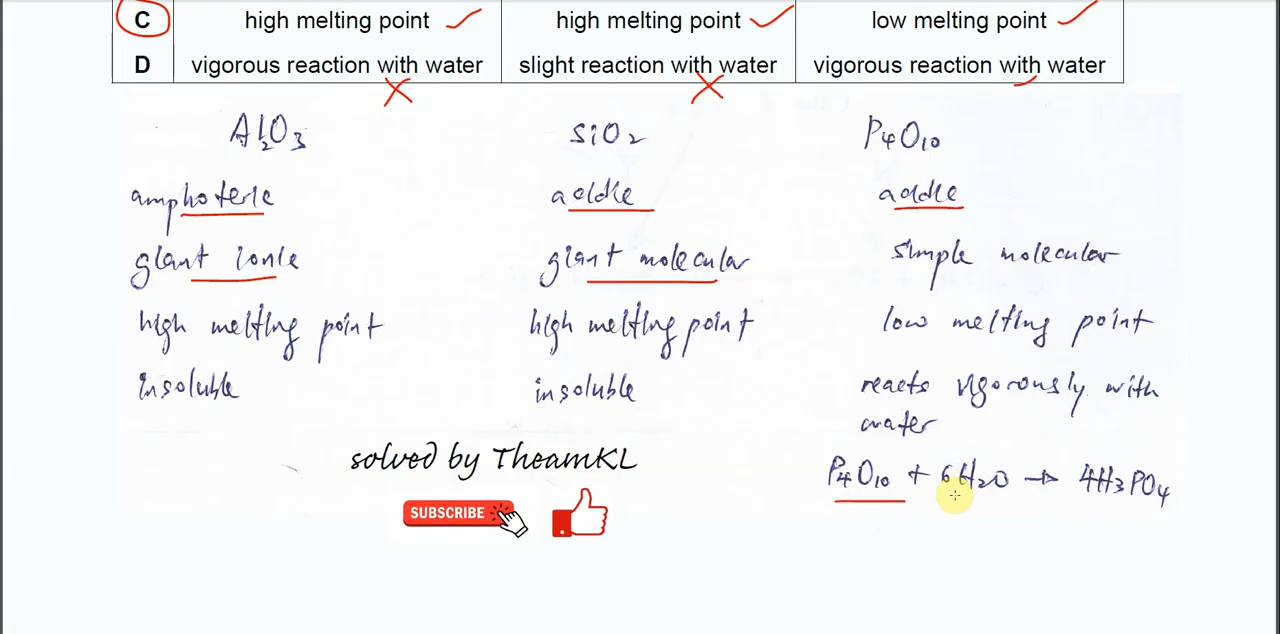 C high melting point high melting point low melting point
D vigorous reaction with water slight reaction with water vigorous reaction with water
Al2O3 SiO2 P4O10
amphoteric acidic acidic
giant ionic giant molecular simple molecular
high melting point high melting point low melting point
insoluble insoluble reacts vigorously with
water
solved by TheamKL
P4O10 + 6H2O → 4H3PO4
SUBSCRIBE